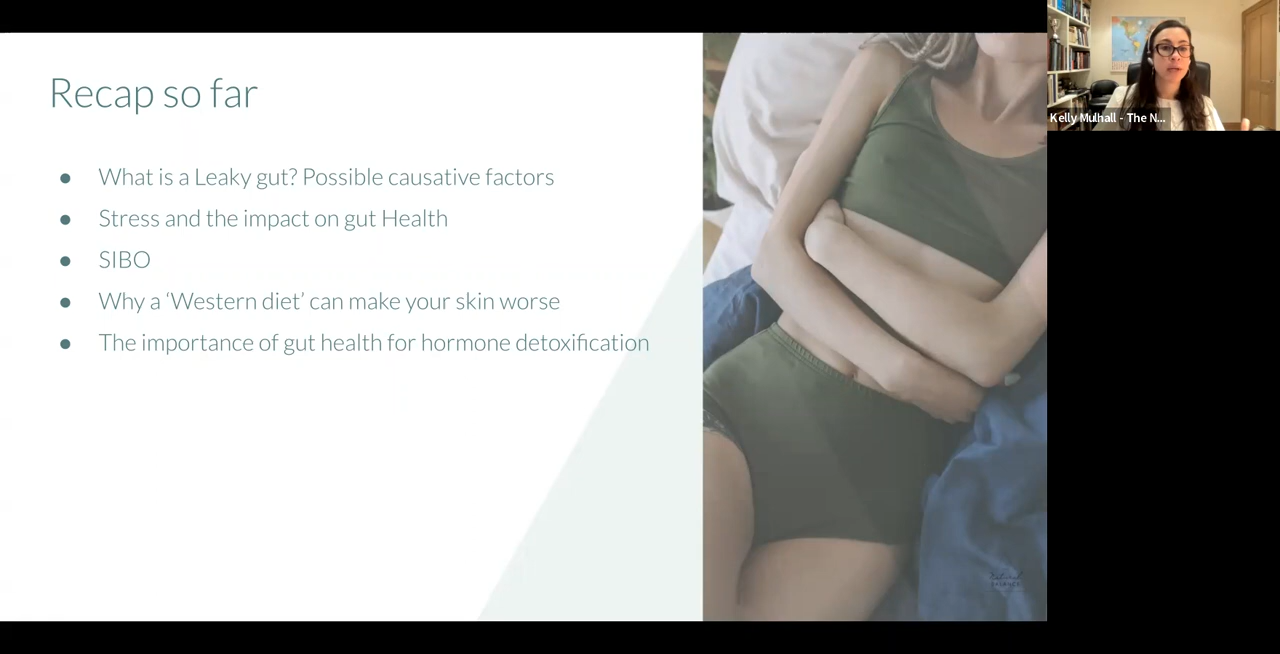 Recap so far
● What is a Leaky gut? Possible causative factors
● Stress and the impact on gut Health
● SIBO
● Why a ‘Western diet’ can make your skin worse
● The importance of gut health for hormone detoxification
Kelly Mulhall - The N...